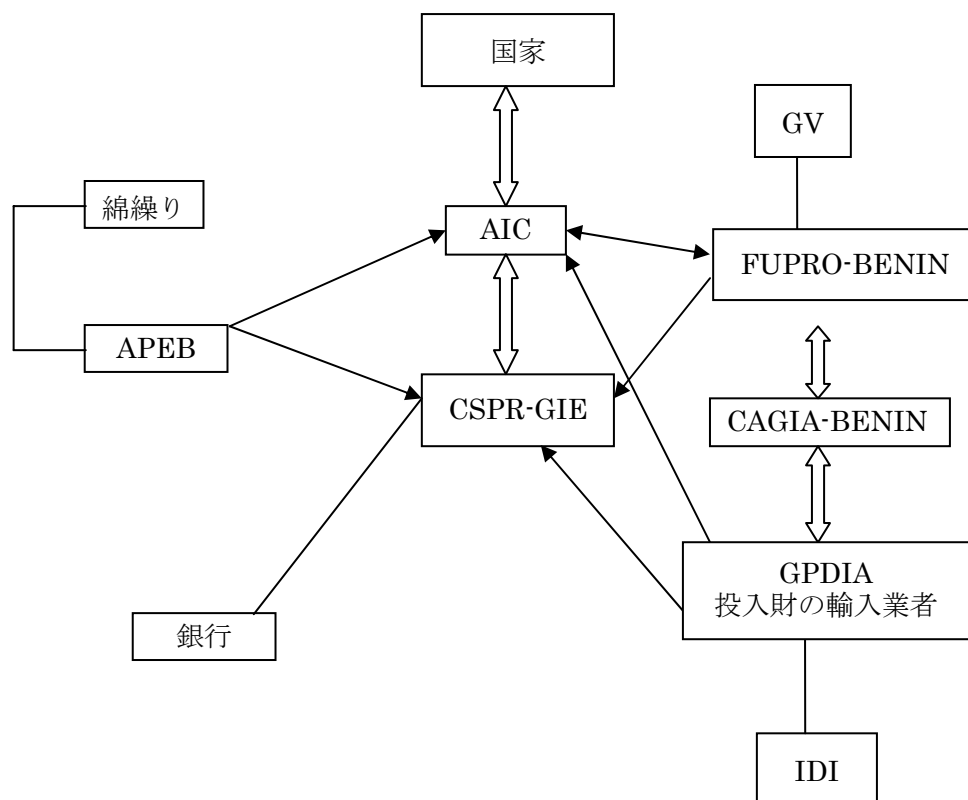 国家
GV
綿繰り
AIC
FUPRO-BENIN
APEB
CSPR-GIE
CAGIA-BENIN
GPDIA
投入財の輸入業者
銀行
IDI